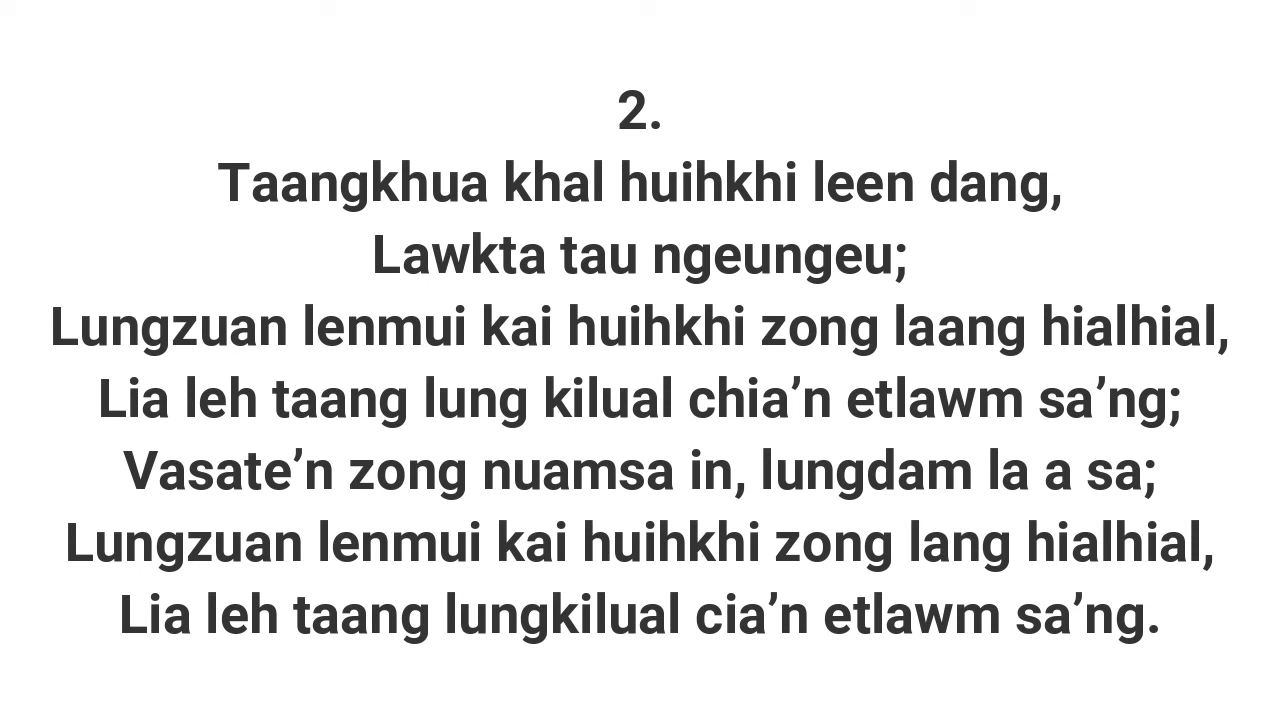 2.
Taangkhua khal huihkhi leen dang,
Lawkta tau ngeungeu;
Lungzuan lenmui kai huihkhi zong laang hialhial,
Lia leh taang lung kilual chia’n etlawm sa’ng;
Vasate’n zong nuamsa in, lungdam la a sa;
Lungzuan lenmui kai huihkhi zong lang hialhial,
Lia leh taang lungkilual cia’n etlawm sa’ng.